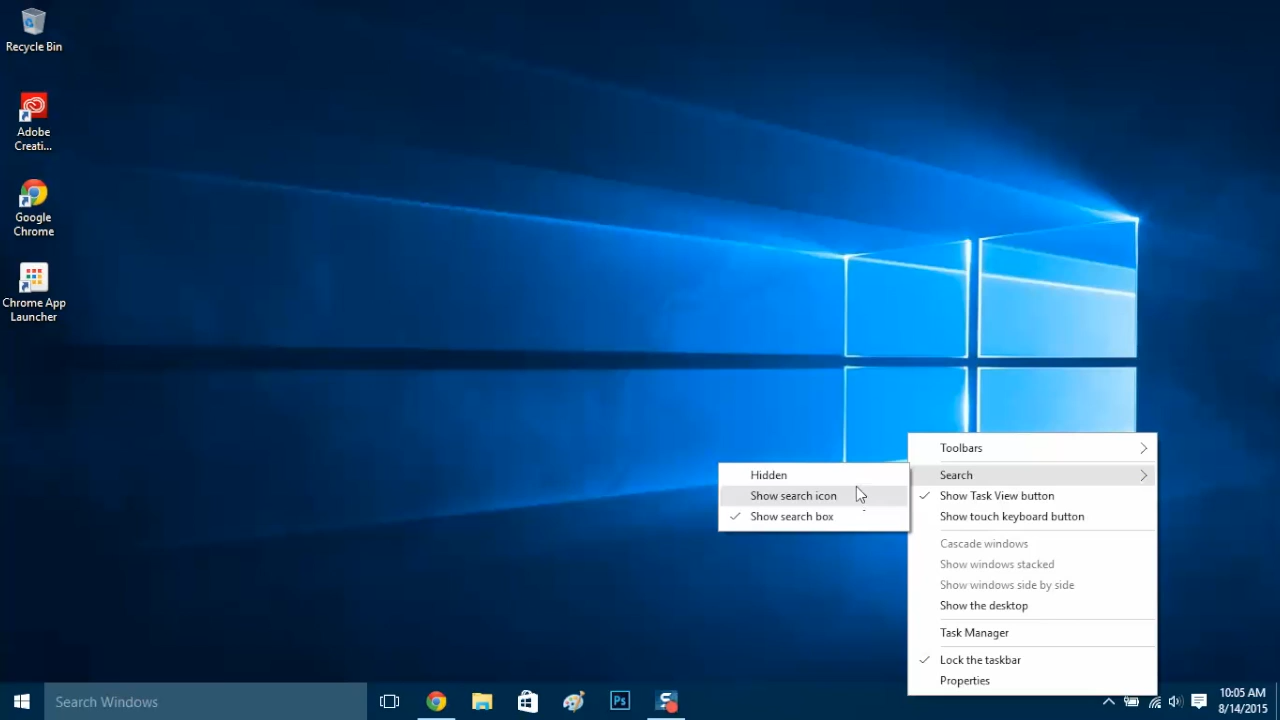 Recycle Bin
Adobe
Creati...
Google
Chrome
Chrome App
Launcher
Hidden
Show search icon
Show search box
Toolbars
Search
Show Task View button
Show touch keyboard button
Cascade windows
Show windows stacked
Show windows side by side
Show the desktop
Task Manager
Lock the taskbar
Properties
Search Windows
Ps
S
10:05 AM
8/14/2015